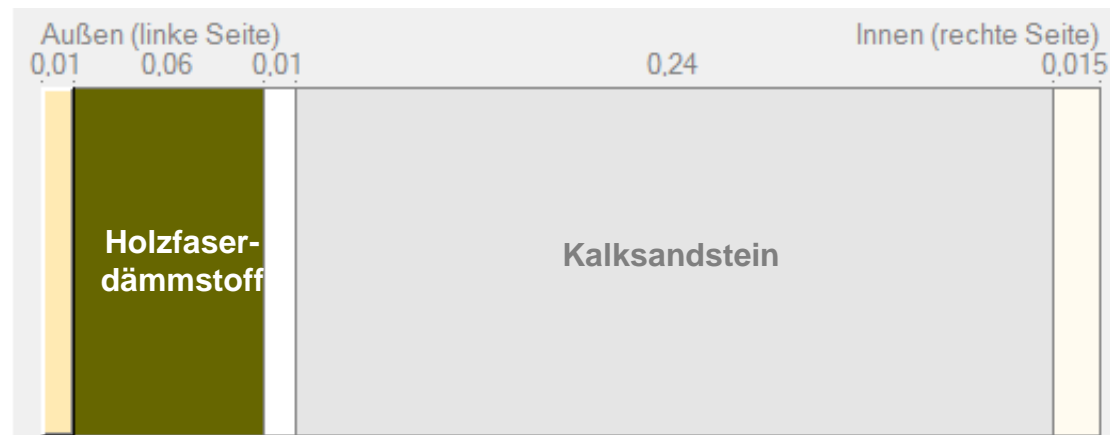 Außen (linke Seite) Innen (rechte Seite)
0,01 0,06 0,01 0,24 0,015
Holzfaser-
dämmstoff
Kalksandstein